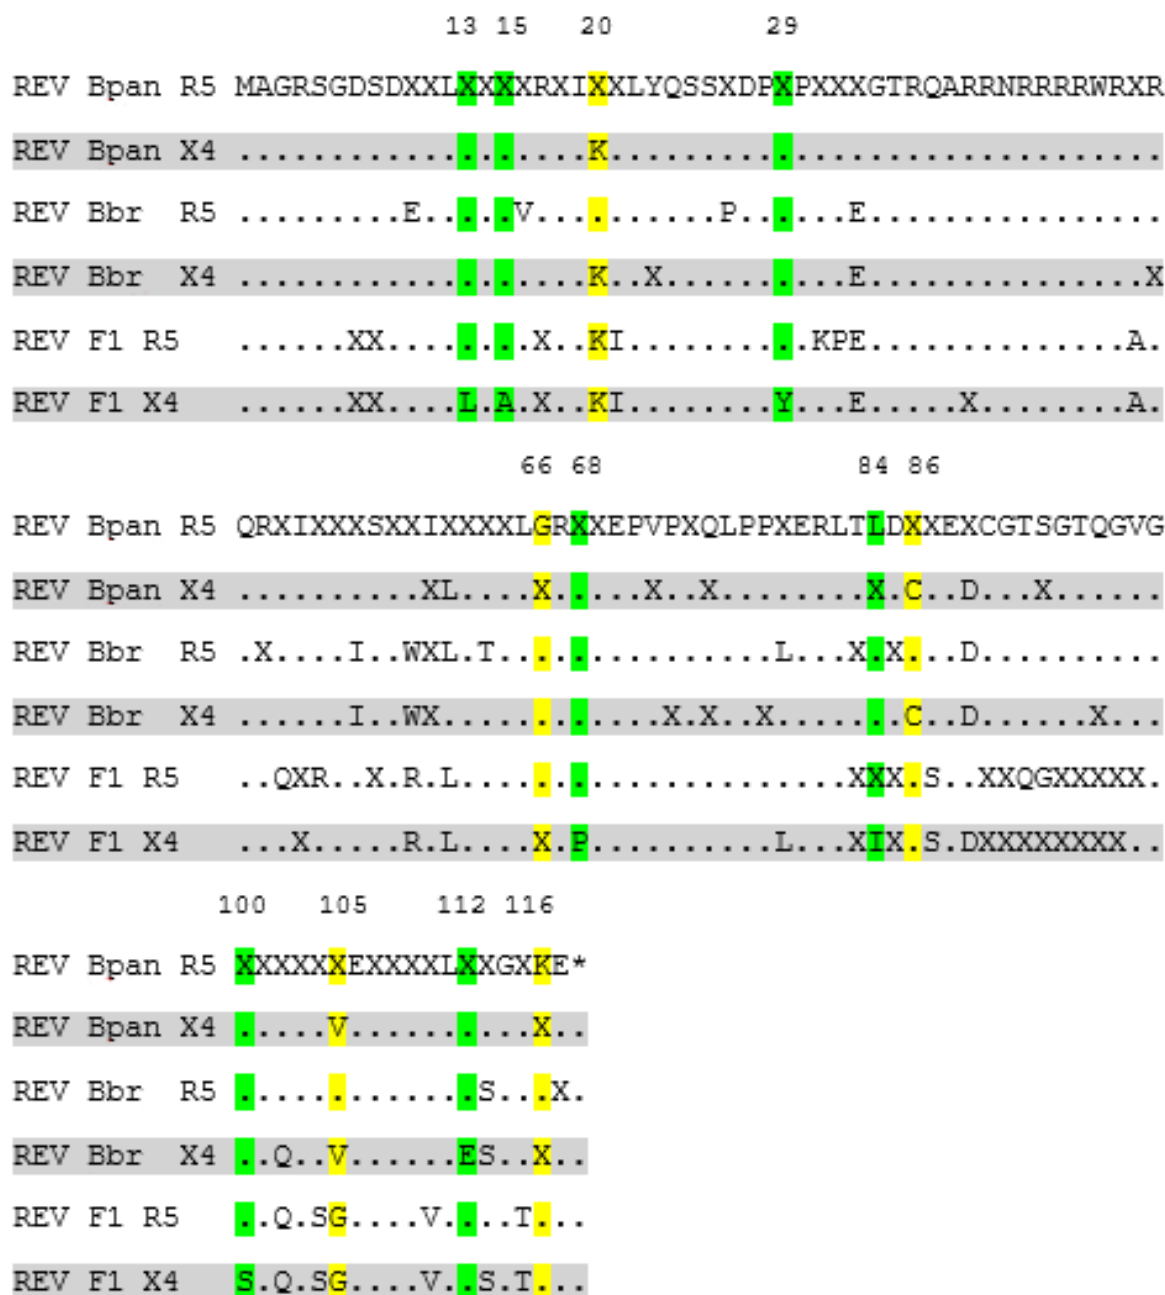 13 15 20 29
REV Bpan R5 MAGRSGDSDXXLXXXXRXIXXLYQSSXDPXPXXXGTRQARRNRRRRWRXR
REV Bpan X4 ...................K..............................
REV Bbr R5 .........E.....V..........P......E................
REV Bbr X4 ...................K..X..........E...............X
REV F1 R5 ......XX........X..KI..........KPE..............A.
REV F1 X4 ......XX....L.A.X..KI........Y...E.....X........A.
66 68 84 86
REV Bpan R5 QRXIXXXSXXIXXXXLGRXXEPVPXQLPPXERLTLDXXEXCGTSGTQGVG
REV Bpan X4 ..........XL....X.....X..X........X.C..D...X......
REV Bbr R5 .X....I..WXL.T...............L...X.X...D..........
REV Bbr X4 ......I..WX............X.X..X.......C..D......X...
REV F1 R5 ..QXR..X.R.L.....................XXX.S..XXQGXXXXX.
REV F1 X4 ...X.....R.L....X.P..........L...XIX.S.DXXXXXXXX..
100 105 112 116
REV Bpan R5 XXXXXXEXXXXLXXGXKE*
REV Bpan X4 .....V..........X..
REV Bbr R5 .............S...X.
REV Bbr X4 ..Q..V......ES..X..
REV F1 R5 ..Q.SG....V....T...
REV F1 X4 S.Q.SG....V..S.T...